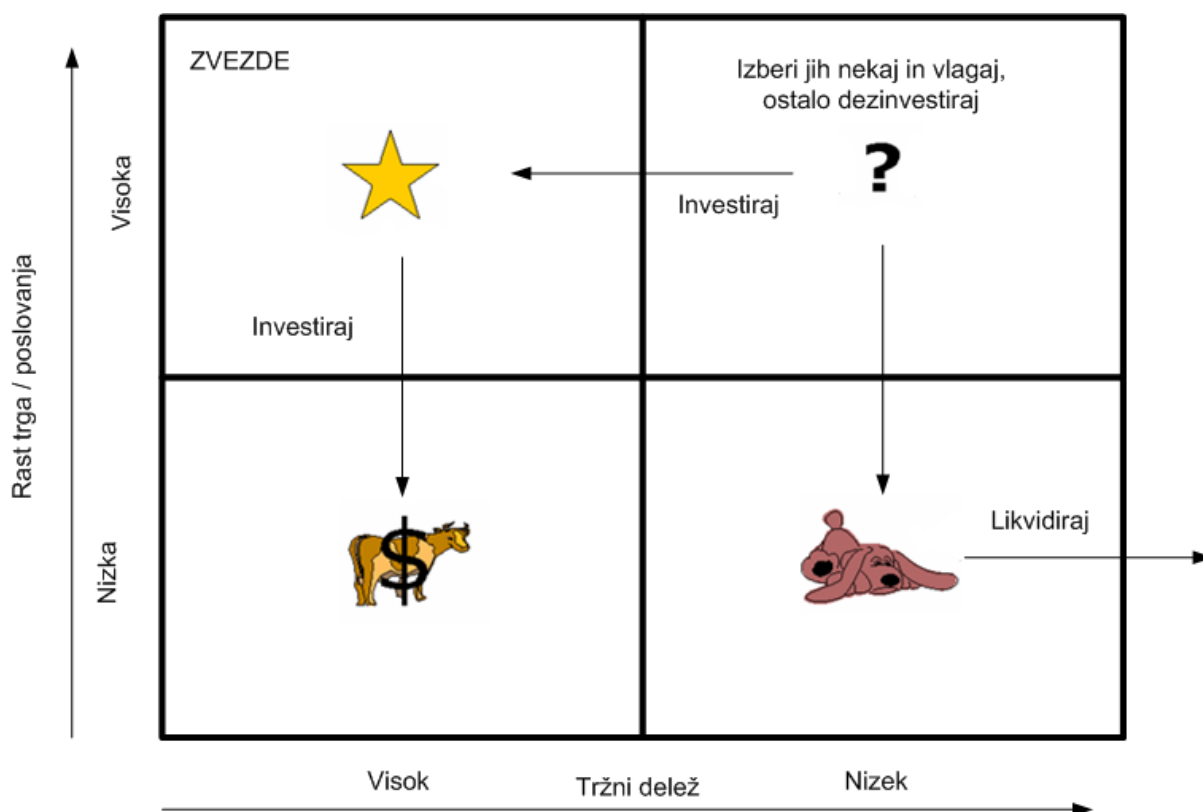 ZVEZDE
Izberi jih nekaj in vlagaj,
ostalo dezinvestiraj
?
Investiraj
Investiraj
$
Likvidiraj
Rast trga / poslovanja
Visoka
Nizka
Visok
Tržni delež
Nizek